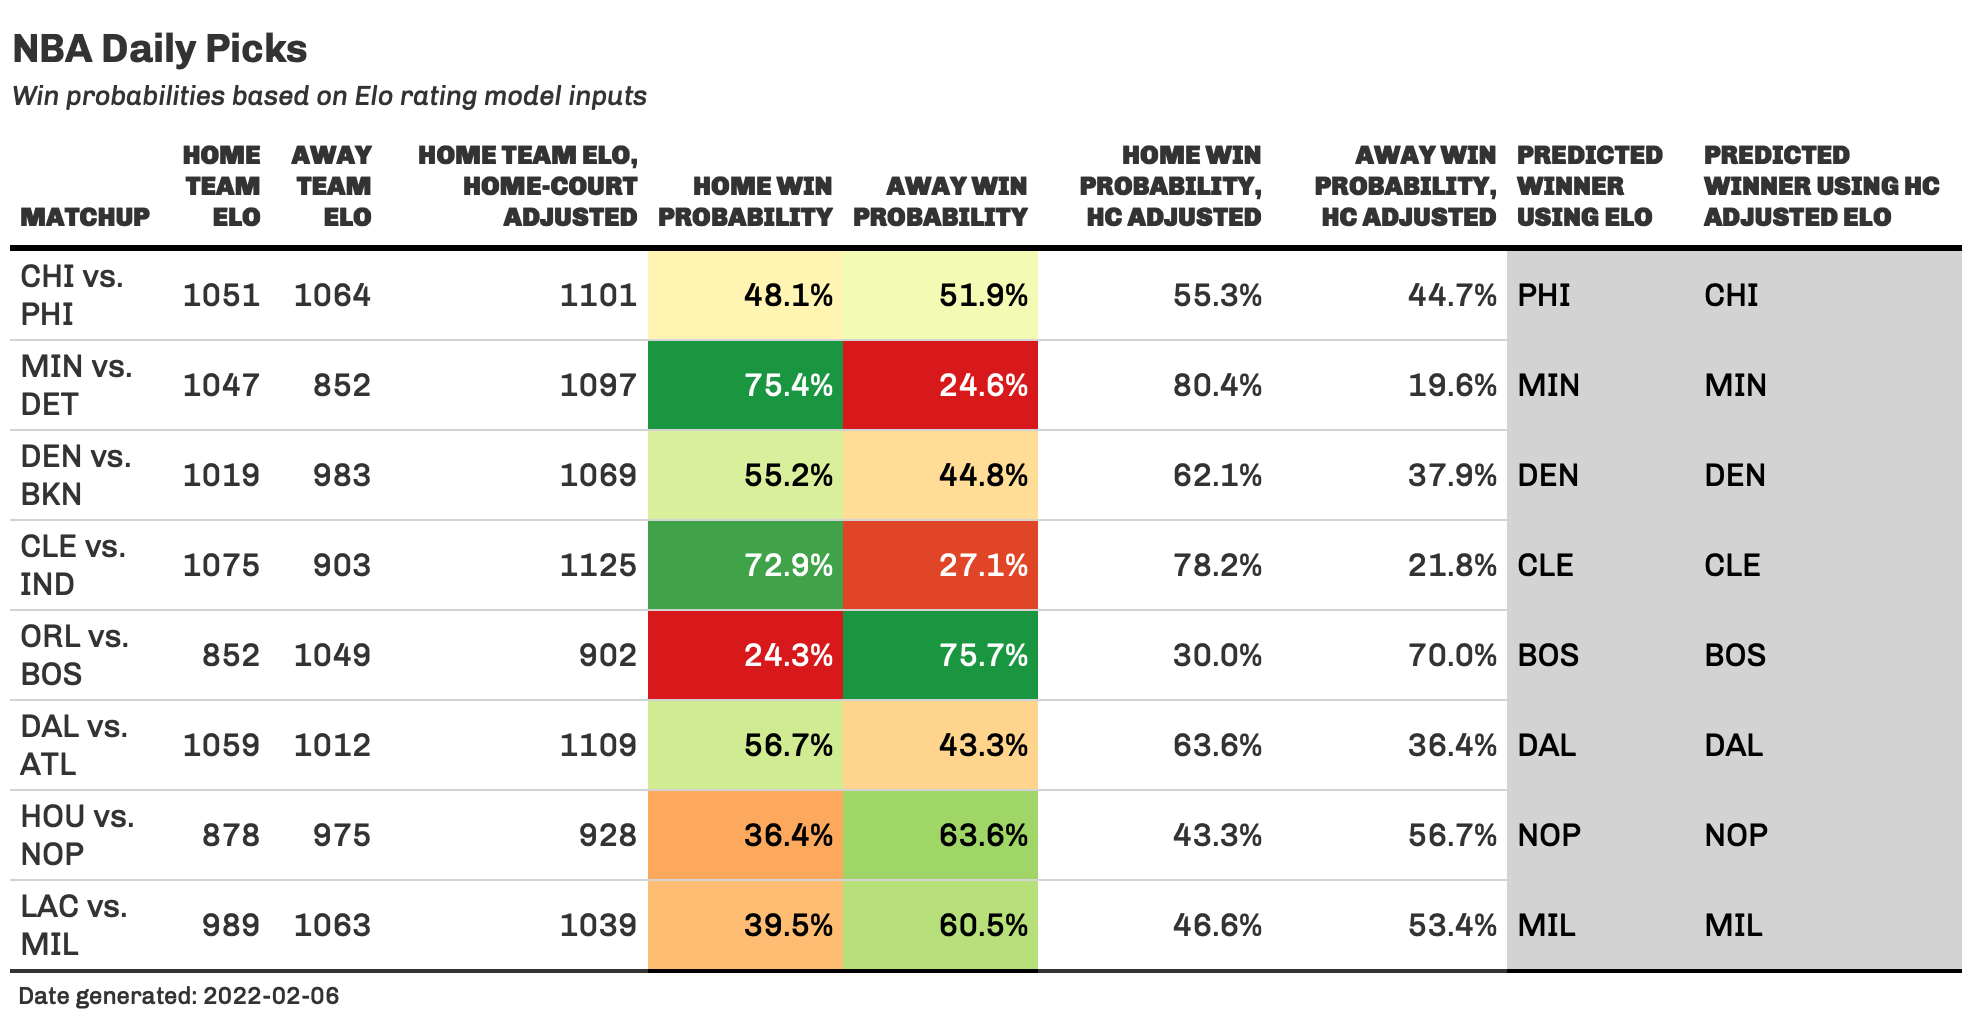 NBA Daily Picks
Win probabilities based on Elo rating model inputs
MATCHUP HOME TEAM ELO AWAY TEAM ELO HOME TEAM ELO, HOME-COURT ADJUSTED HOME WIN PROBABILITY AWAY WIN PROBABILITY HOME WIN PROBABILITY, HC ADJUSTED AWAY WIN PROBABILITY, HC ADJUSTED PREDICTED WINNER USING ELO PREDICTED WINNER USING HC ADJUSTED ELO
CHI vs. PHI 1051 1064 1101 48.1% 51.9% 55.3% 44.7% PHI CHI
MIN vs. DET 1047 852 1097 75.4% 24.6% 80.4% 19.6% MIN MIN
DEN vs. BKN 1019 983 1069 55.2% 44.8% 62.1% 37.9% DEN DEN
CLE vs. IND 1075 903 1125 72.9% 27.1% 78.2% 21.8% CLE CLE
ORL vs. BOS 852 1049 902 24.3% 75.7% 30.0% 70.0% BOS BOS
DAL vs. ATL 1059 1012 1109 56.7% 43.3% 63.6% 36.4% DAL DAL
HOU vs. NOP 878 975 928 36.4% 63.6% 43.3% 56.7% NOP NOP
LAC vs. MIL 989 1063 1039 39.5% 60.5% 46.6% 53.4% MIL MIL
Date generated: 2022-02-06